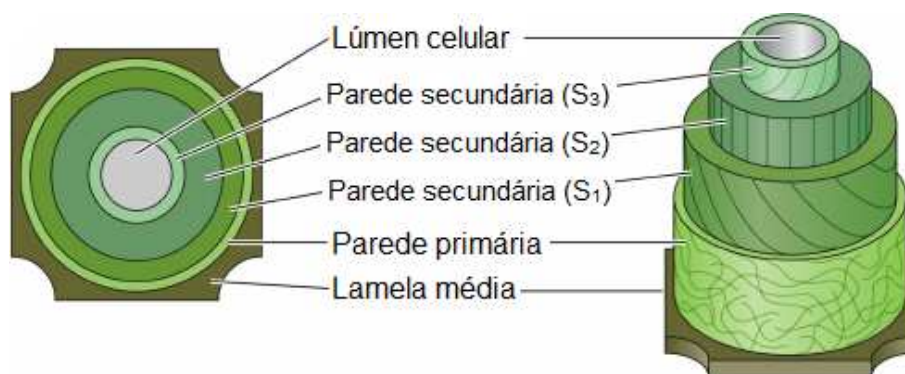 Lúmen celular
Parede secundária (S₃)
Parede secundária (S₂)
Parede secundária (S₁)
Parede primária
Lamela média